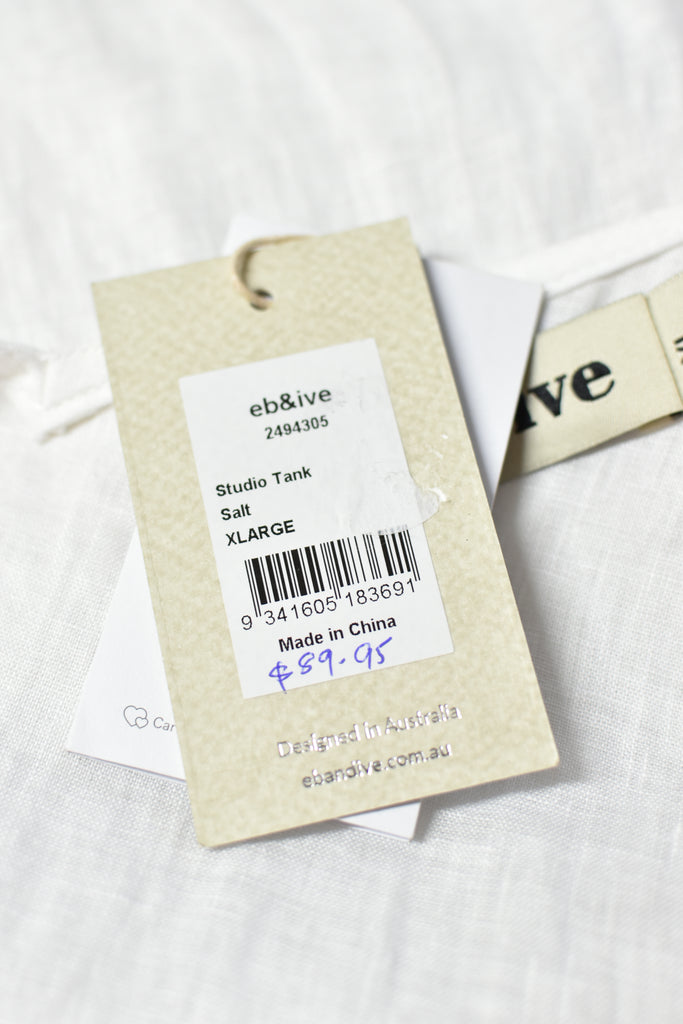 eb&ive
2494305
Studio Tank
Salt
XLARGE
9 341605 183691
Made in China
$89.95
Designed in Australia
ebandive.com.au
ive
Car